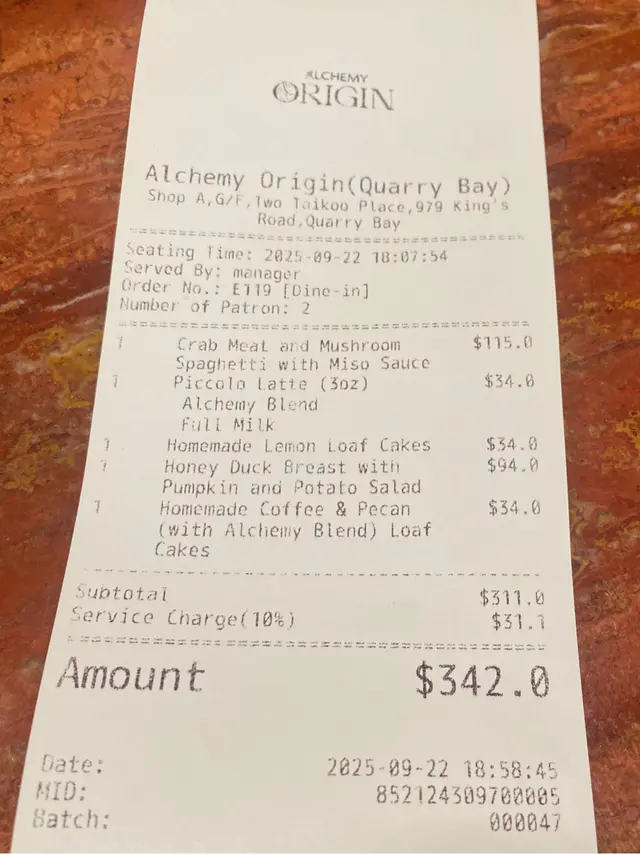 ALCHEMY
ORIGIN
Alchemy Origin(Quarry Bay)
Shop A,G/F,Two Taikoo Place,979 King's
Road,Quarry Bay
Seating Time: 2025-09-22 18:07:54
Served By: manager
Order No.: E119 [Dine-in]
Number of Patron: 2
1 Crab Meat and Mushroom $115.0
Spaghetti with Miso Sauce
1 Piccolo Latte (3oz) $34.0
Alchemy Blend
Full Milk
1 Homemade Lemon Loaf Cakes $34.0
1 Honey Duck Breast with $94.0
Pumpkin and Potato Salad
1 Homemade Coffee & Pecan $34.0
(with Alchemy Blend) Loaf
Cakes
Subtotal $311.0
Service Charge(10%) $31.1
Amount $342.0
Date: 2025-09-22 18:58:45
MID: 852124309700005
Batch: 000047